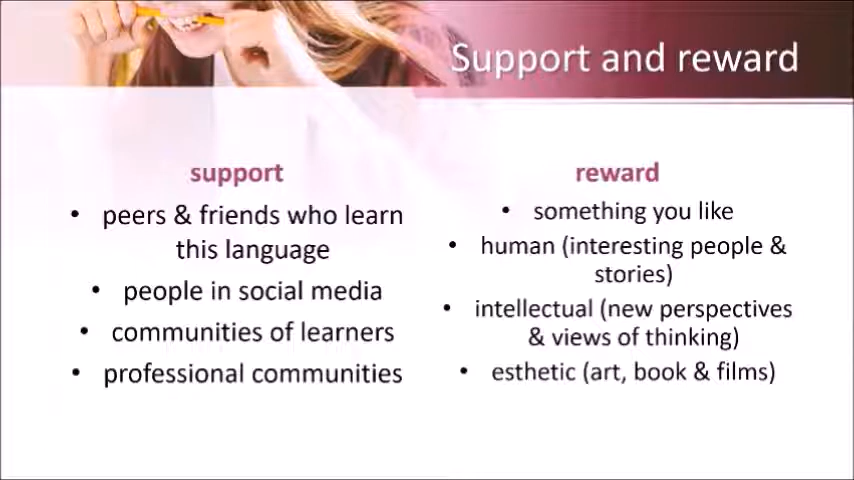 Support and reward
support
• peers & friends who learn
this language
• people in social media
• communities of learners
• professional communities
reward
• something you like
• human (interesting people &
stories)
• intellectual (new perspectives
& views of thinking)
• esthetic (art, book & films)